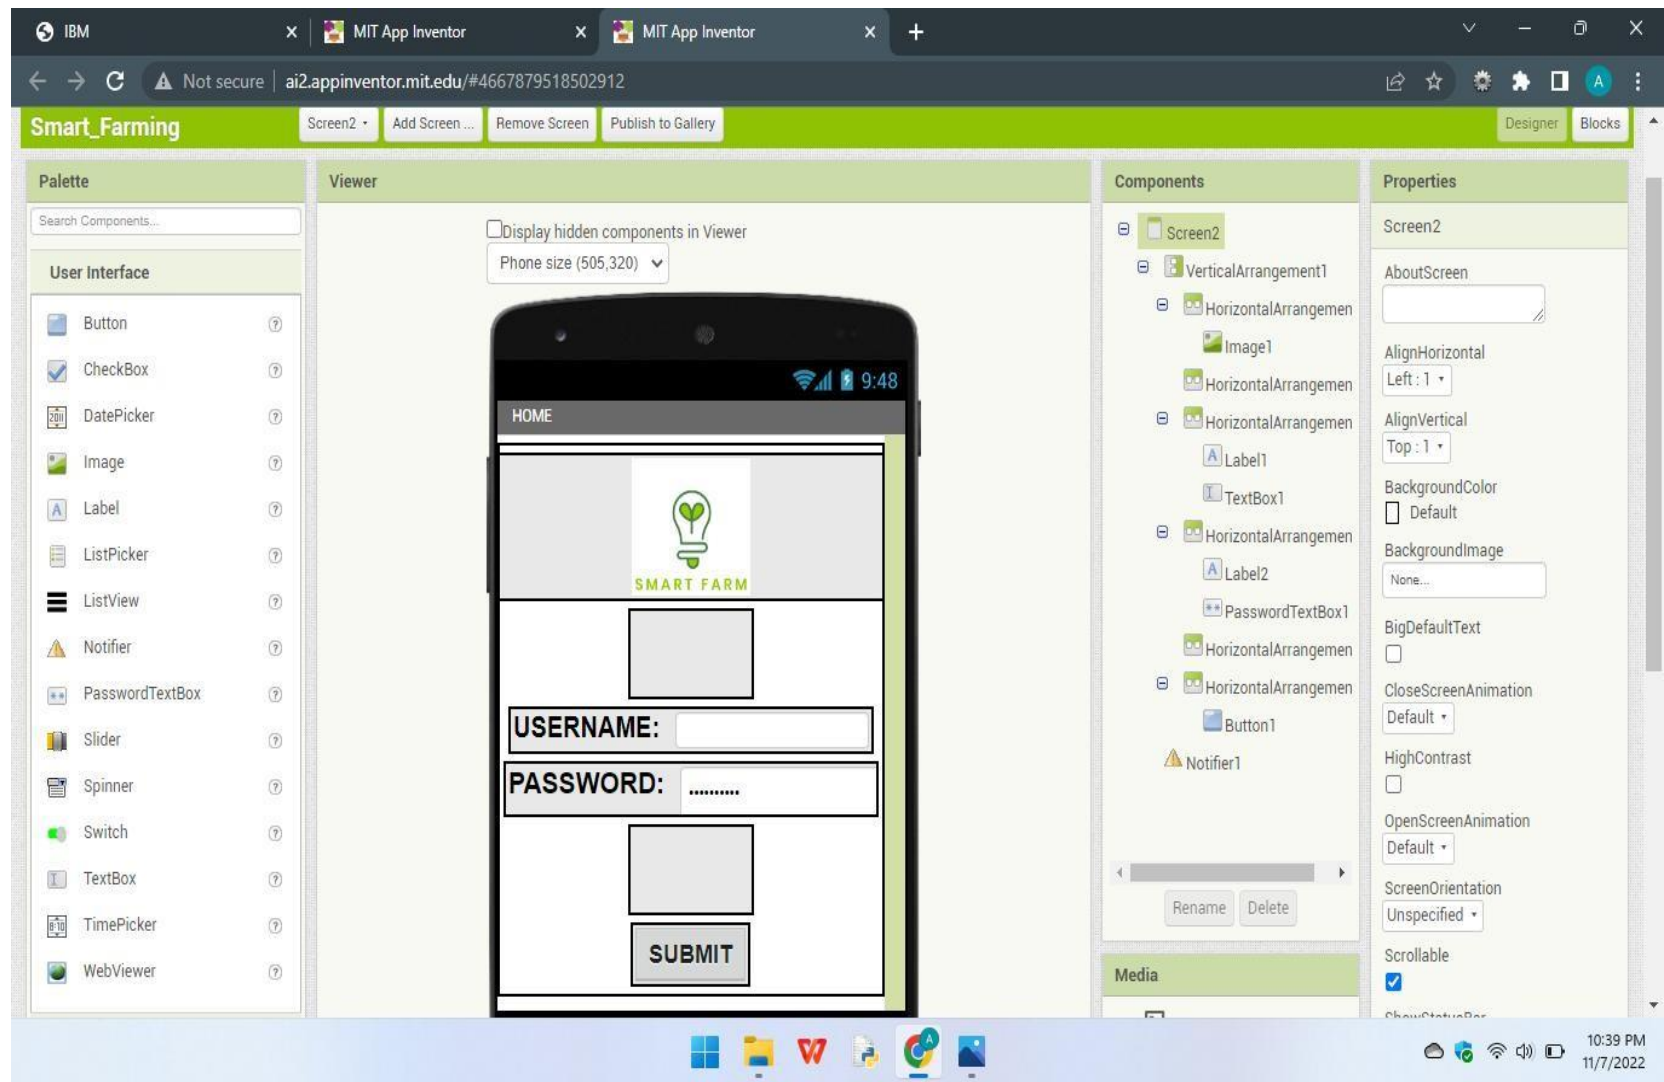 IBM
MIT App Inventor
MIT App Inventor
Not secure
ai2.appinventor.mit.edu/#4667879518502912
A
Smart_Farming
Screen2
Add Screen ...
Remove Screen
Publish to Gallery
Designer
Blocks
Palette
Search Components...
User Interface
Button
CheckBox
DatePicker
Image
Label
ListPicker
ListView
Notifier
PasswordTextBox
Slider
Spinner
Switch
TextBox
TimePicker
WebViewer
Viewer
Display hidden components in Viewer
Phone size (505,320)
9:48
HOME
SMART FARM
USERNAME:
PASSWORD:
SUBMIT
Components
Screen2
VerticalArrangement1
HorizontalArrangemen
Image1
HorizontalArrangemen
HorizontalArrangemen
Label1
TextBox1
HorizontalArrangemen
Label2
PasswordTextBox1
HorizontalArrangemen
HorizontalArrangemen
Button1
Notifier1
Rename
Delete
Media
Properties
Screen2
AboutScreen
AlignHorizontal
Left : 1
AlignVertical
Top : 1
BackgroundColor
Default
BackgroundImage
None...
BigDefaultText
CloseScreenAnimation
Default
HighContrast
OpenScreenAnimation
Default
ScreenOrientation
Unspecified
Scrollable
10:39 PM
11/7/2022